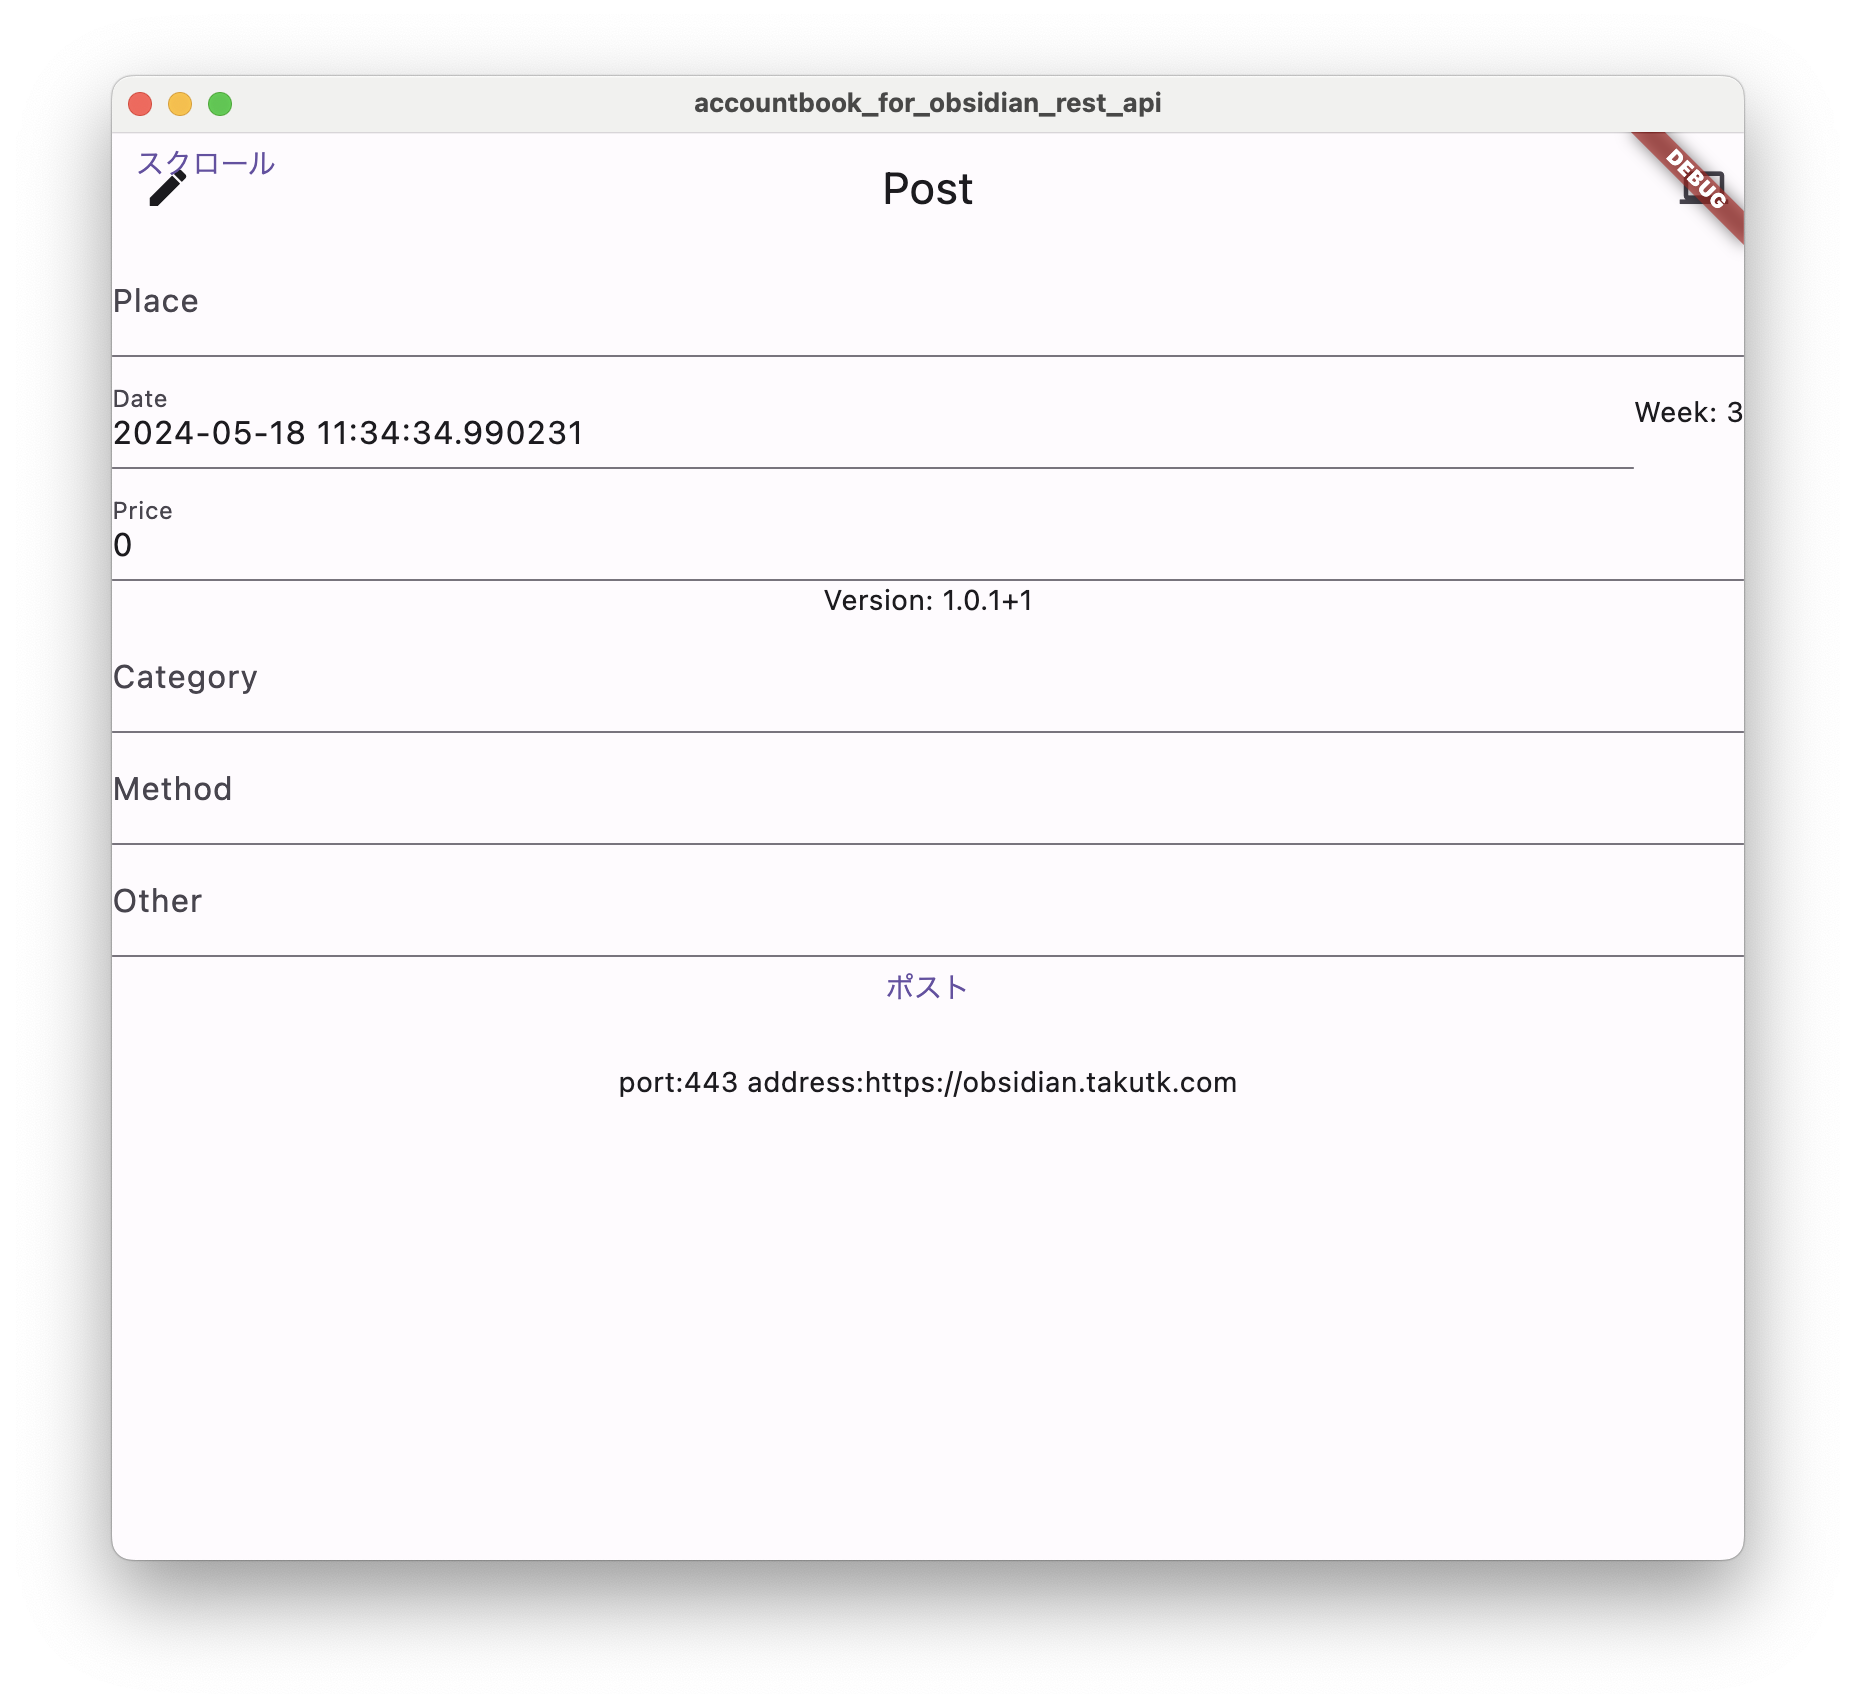 accountbook_for_obsidian_rest_api
スクロール
Post
DEBUG
Place
Date
2024-05-18 11:34:34.990231
Week: 3
Price
0
Version: 1.0.1+1
Category
Method
Other
ポスト
port:443 address:https://obsidian.takutk.com